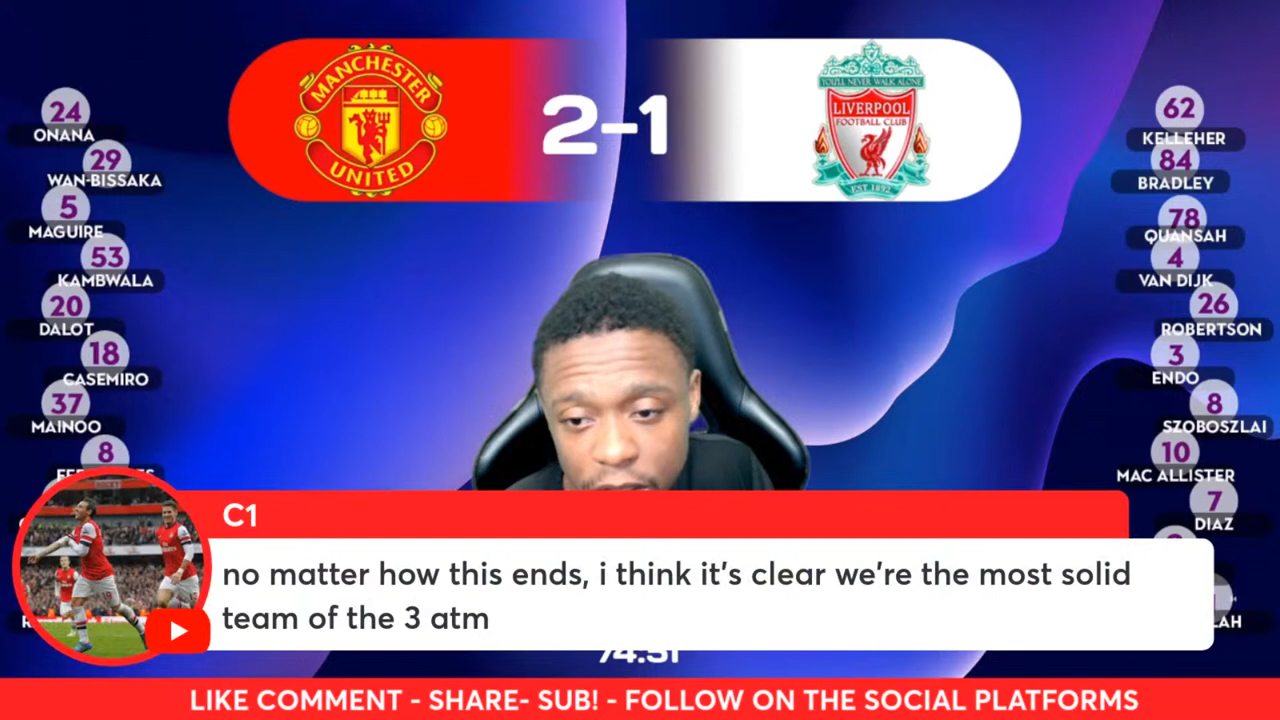 MANCHESTER
UNITED
2-1
YOU'LL NEVER WALK ALONE
LIVERPOOL
FOOTBALL CLUB
EST 1892
24
ONANA
29
WAN-BISSAKA
5
MAGUIRE
53
KAMBWALA
20
DALOT
18
CASEMIRO
37
MAINOO
8
62
KELLEHER
84
BRADLEY
78
QUANSAH
4
VAN DIJK
26
ROBERTSON
3
ENDO
8
SZOBOSZLAI
10
MAC ALLISTER
7
DIAZ
C1
no matter how this ends, i think it's clear we're the most solid
team of the 3 atm
LIKE COMMENT - SHARE- SUB! - FOLLOW ON THE SOCIAL PLATFORMS